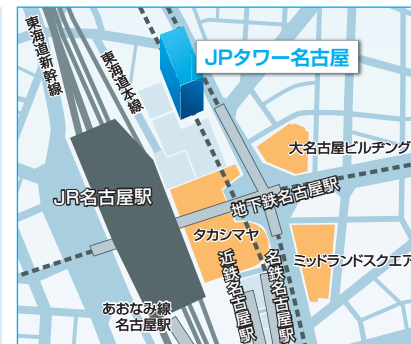 東海道新幹線
東海道本線
JPタワー名古屋
大名古屋ビルヂング
JR名古屋駅
地下鉄名古屋駅
タカシマヤ
ミッドランドスクエア
近鉄名古屋駅
名鉄名古屋駅
あおなみ線
名古屋駅